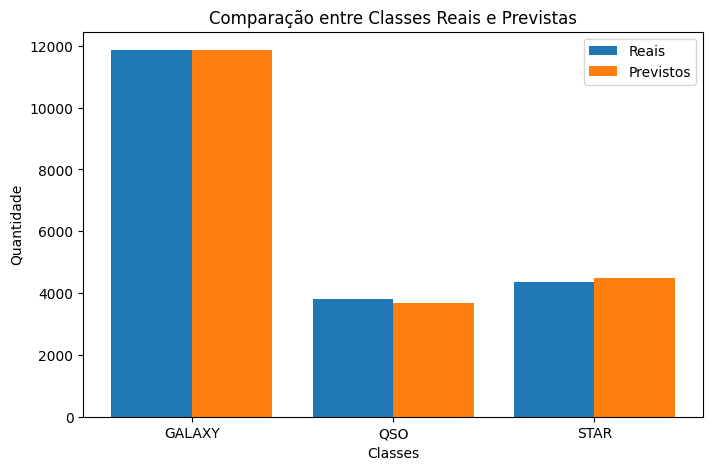 Comparação entre Classes Reais e Previstas
Reais
Previstos
Quantidade
12000
10000
8000
6000
4000
2000
0
GALAXY
QSO
STAR
Classes